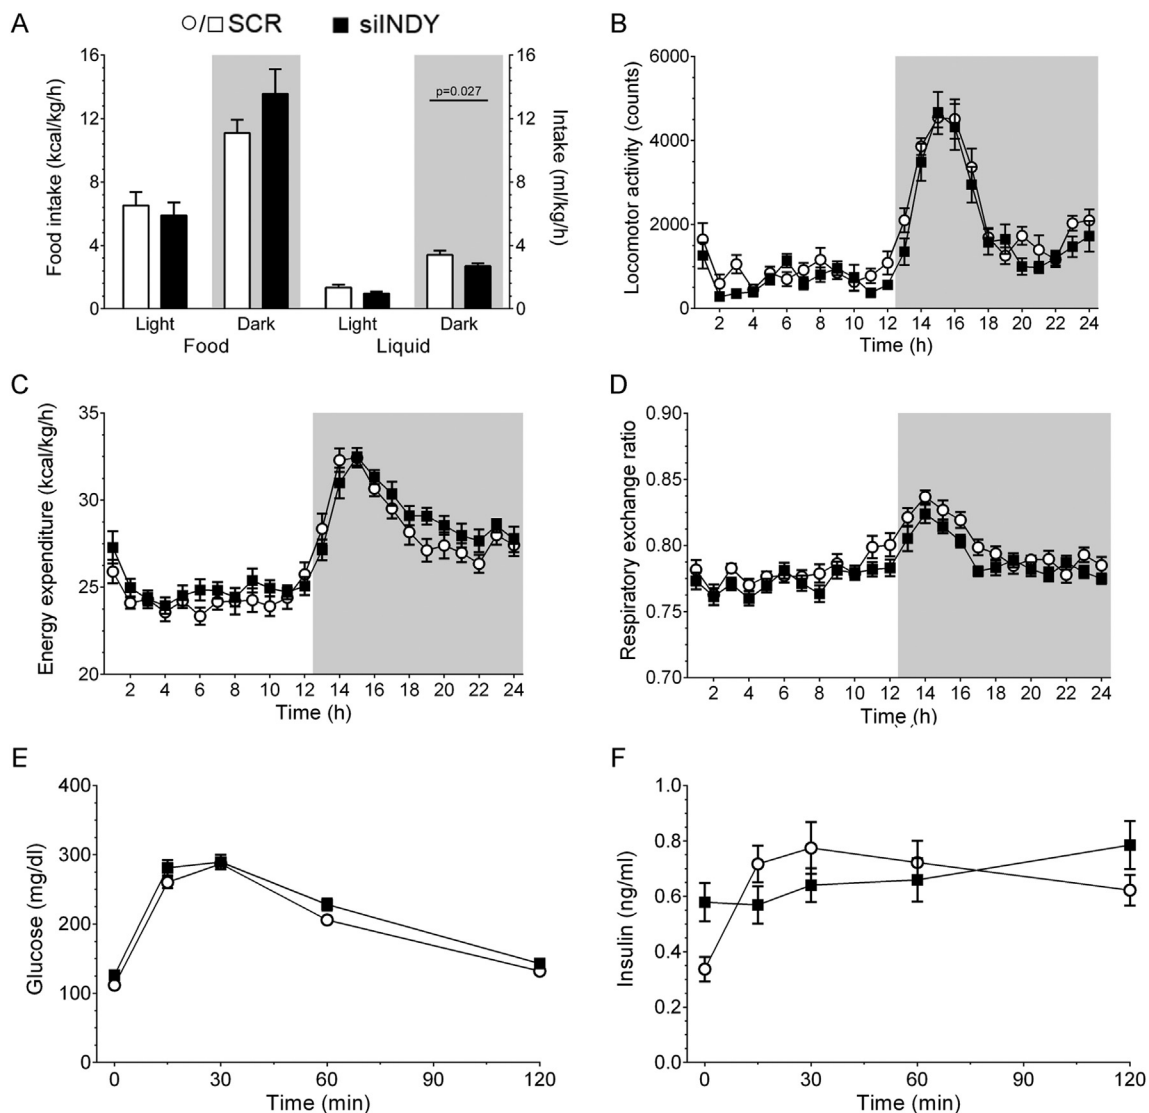 A
○/□ SCR ■ siINDY
Food intake (kcal/kg/h)
16
12
8
4
0
p=0.027
16
12
8
4
0
Intake (ml/kg/h)
Light Dark Light Dark
Food Liquid
B
Locomotor activity (counts)
6000
4000
2000
0
2 4 6 8 10 12 14 16 18 20 22 24
Time (h)
C
Energy expenditure (kcal/kg/h)
35
30
25
20
2 4 6 8 10 12 14 16 18 20 22 24
Time (h)
D
Respiratory exchange ratio
0.90
0.85
0.80
0.75
0.70
2 4 6 8 10 12 14 16 18 20 22 24
Time (h)
E
Glucose (mg/dl)
400
300
200
100
0
0 30 60 90 120
Time (min)
F
Insulin (ng/ml)
1.0
0.8
0.6
0.4
0.2
0.0
0 30 60 90 120
Time (min)